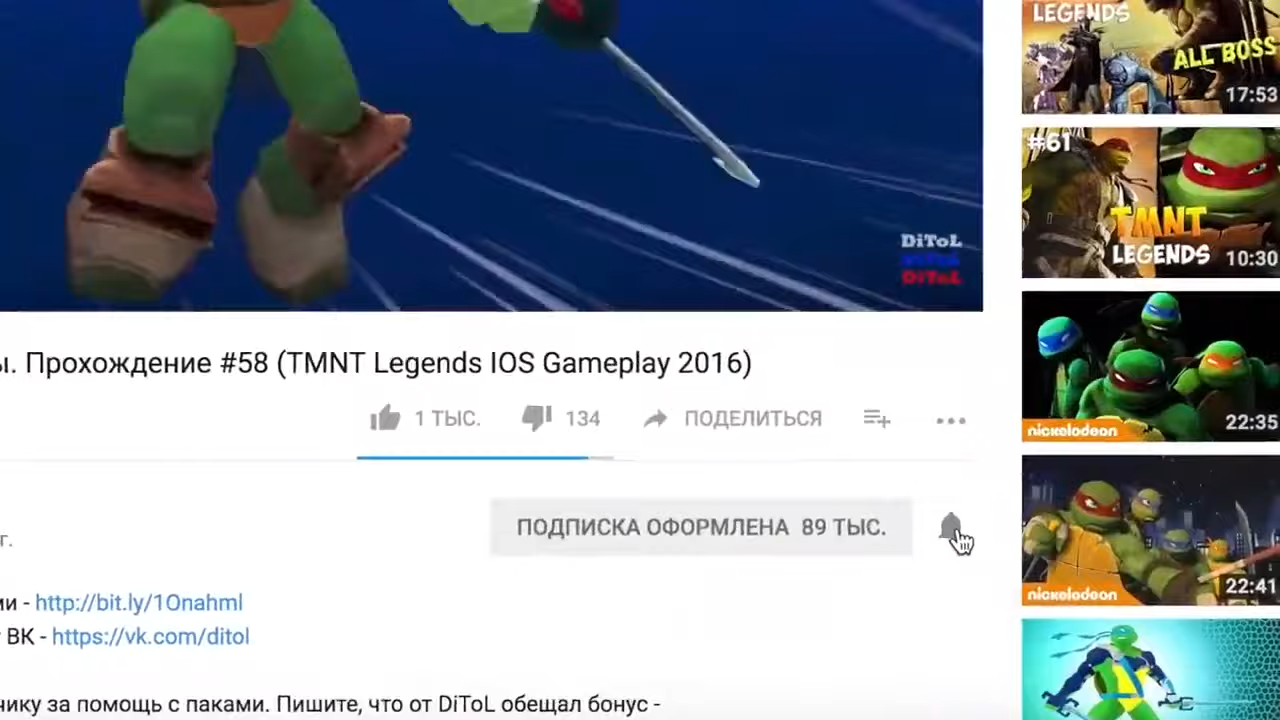 LEGENDS
ALL BOSS
17:53
#61
TMNT
LEGENDS
10:30
DiToL
DiToL
ы. Прохождение #58 (TMNT Legends IOS Gameplay 2016)
1 ТЫС.
134
ПОДЕЛИТЬСЯ
nickelodeon
22:35
ПОДПИСКА ОФОРМЛЕНА 89 ТЫС.
г.
nickelodeon
22:41
ми - http://bit.ly/1Onahml
ВК - https://vk.com/ditol
нику за помощь с паками. Пишите, что от DiToL обещал бонус -